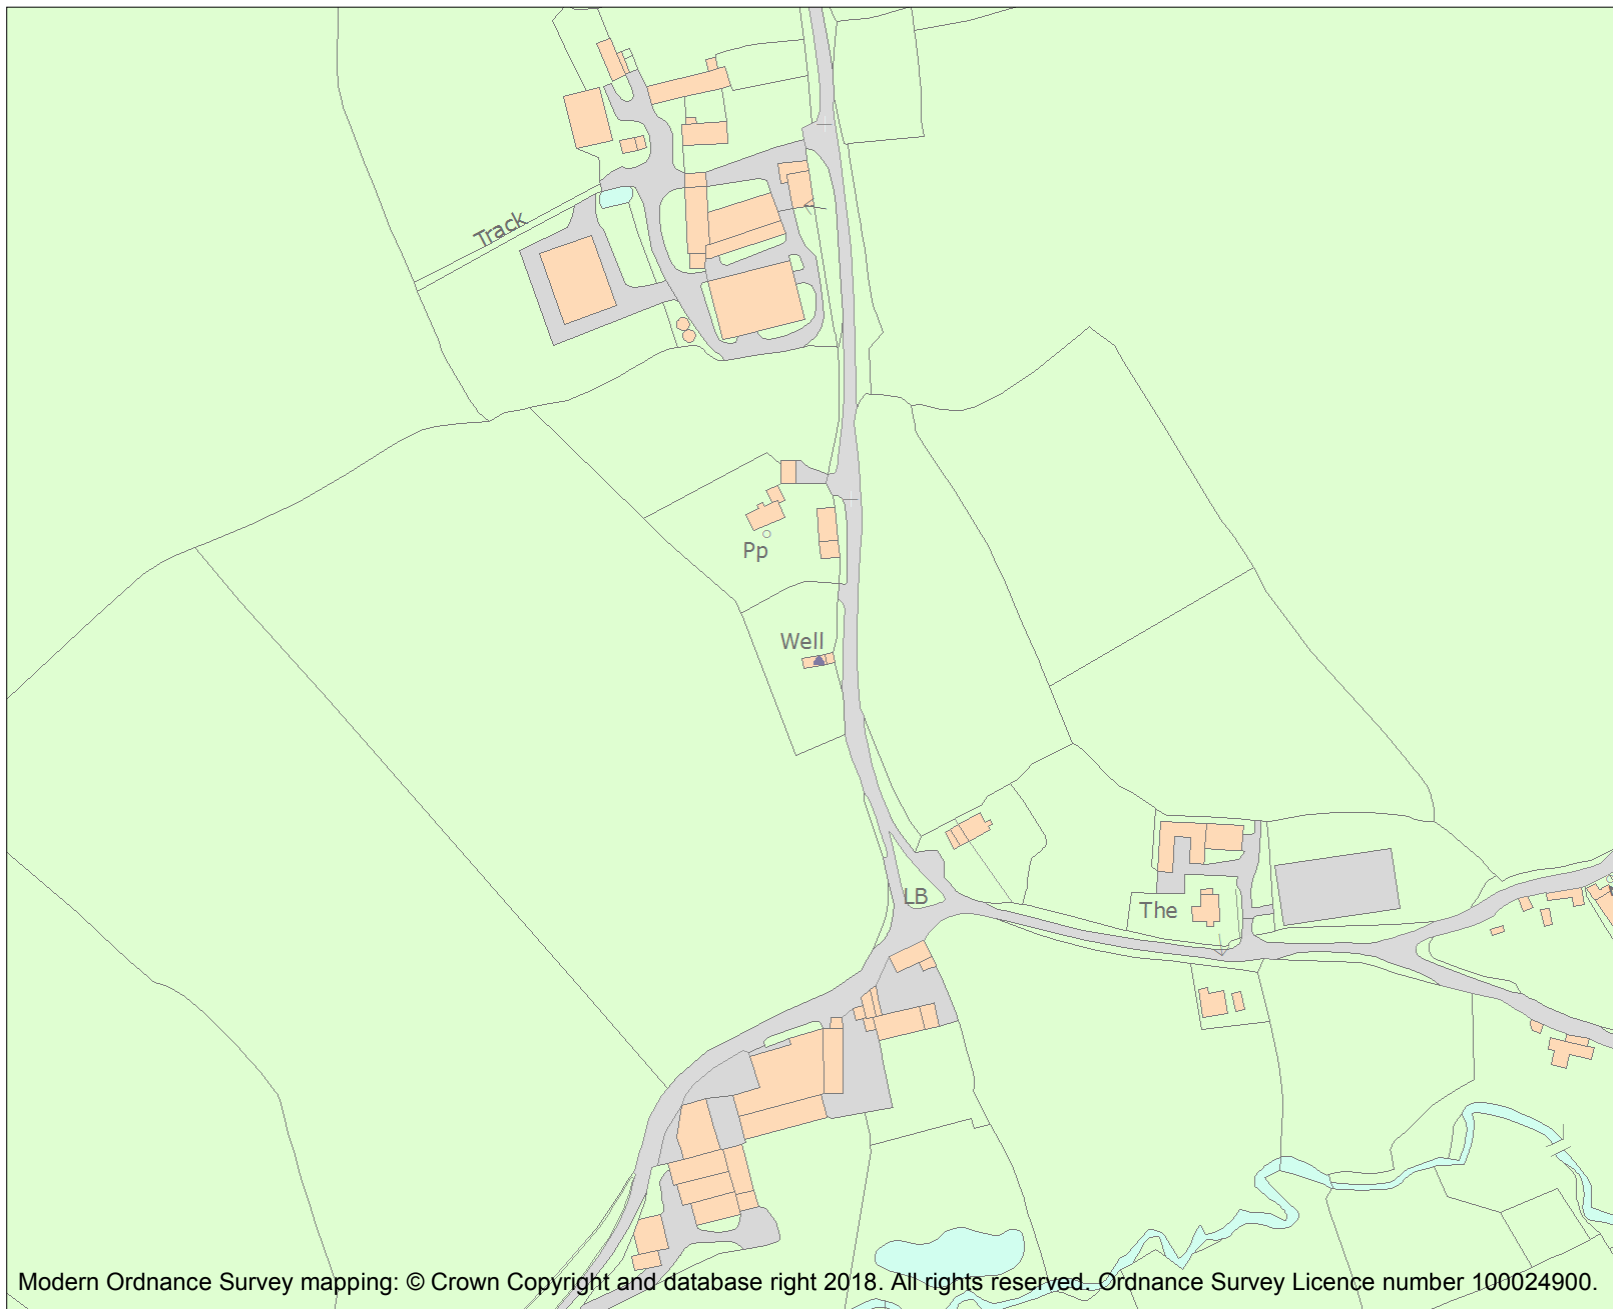 Track
Pp
Well
LB
The
Modern Ordnance Survey mapping: © Crown Copyright and database right 2018. All rights reserved. Ordnance Survey Licence number 100024900.